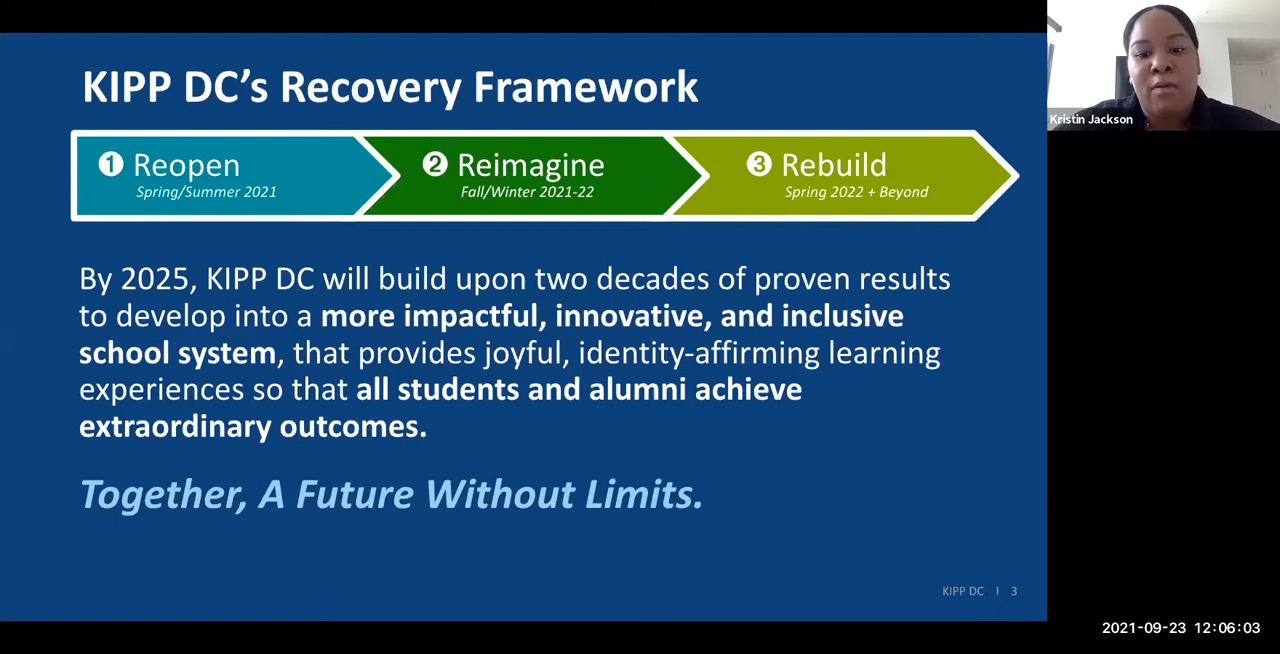 KIPP DC’s Recovery Framework
❶ Reopen
Spring/Summer 2021
❷ Reimagine
Fall/Winter 2021-22
❸ Rebuild
Spring 2022 + Beyond
By 2025, KIPP DC will build upon two decades of proven results
to develop into a more impactful, innovative, and inclusive
school system, that provides joyful, identity-affirming learning
experiences so that all students and alumni achieve
extraordinary outcomes.
Together, A Future Without Limits.
KIPP DC | 3
Kristin Jackson
2021-09-23 12:06:03